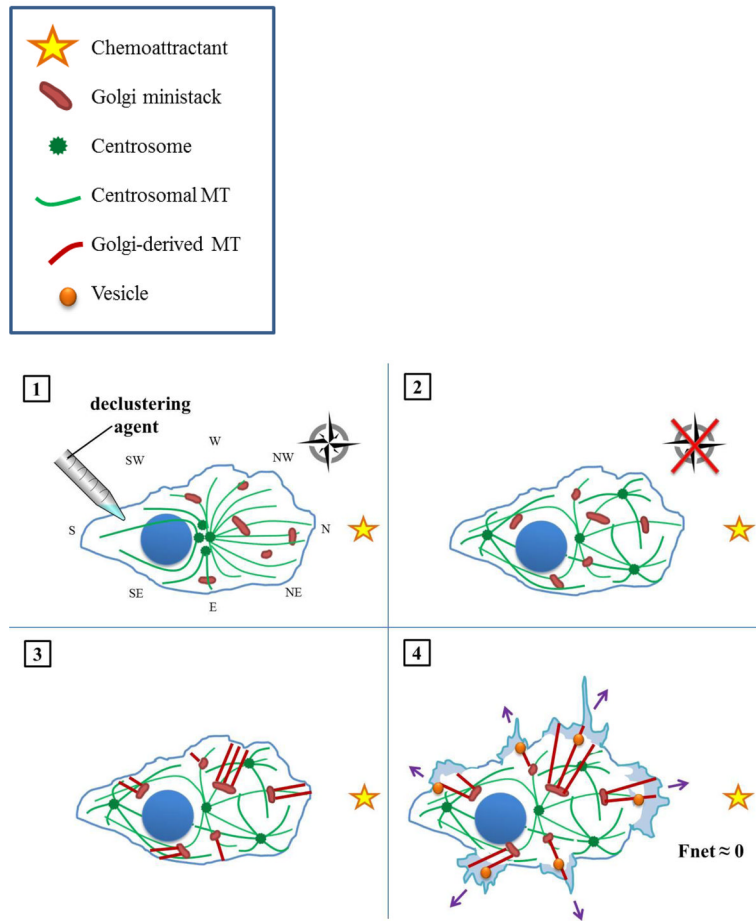 Chemoattractant
Golgi ministack
Centrosome
Centrosomal MT
Golgi-derived MT
Vesicle
1
declustering
agent
SW
W
NW
S
N
SE
E
NE
2
3
4
Fnet ≈ 0